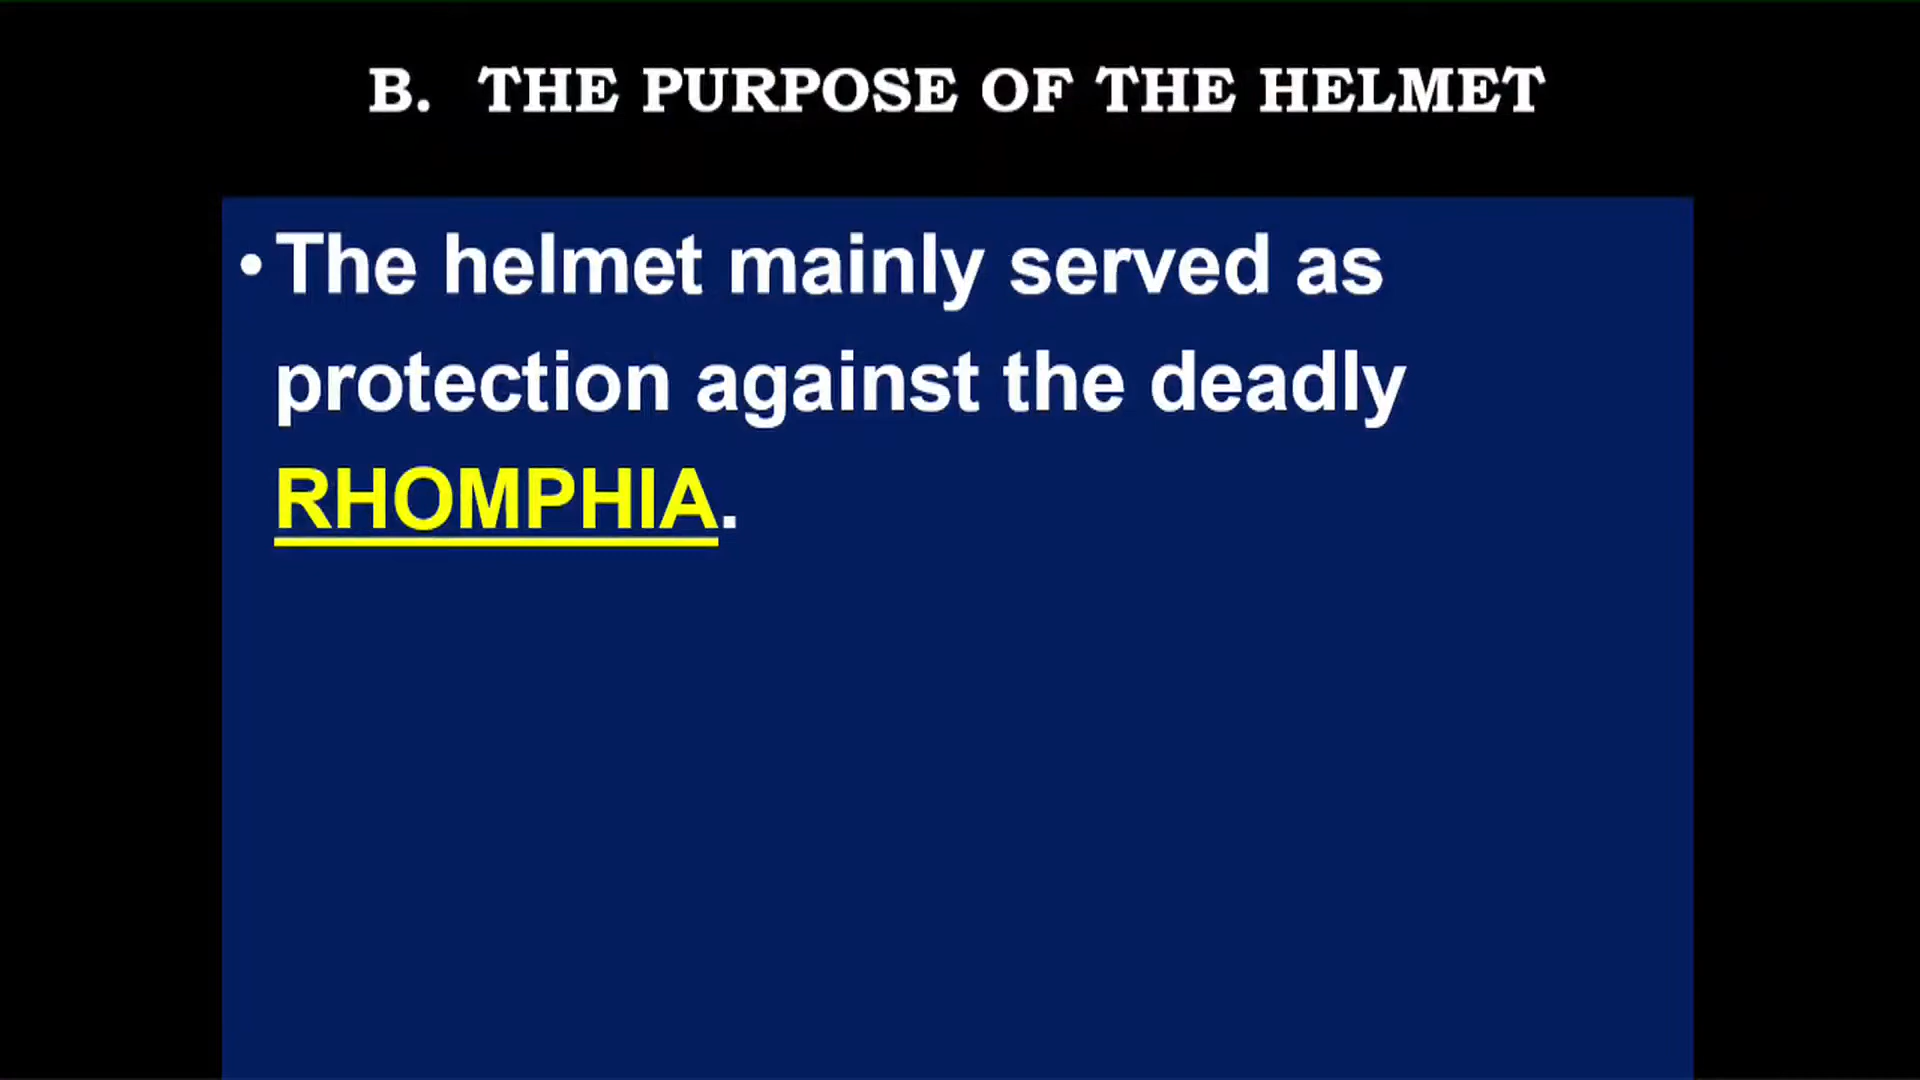 B. THE PURPOSE OF THE HELMET
• The helmet mainly served as
protection against the deadly
RHOMPHIA.